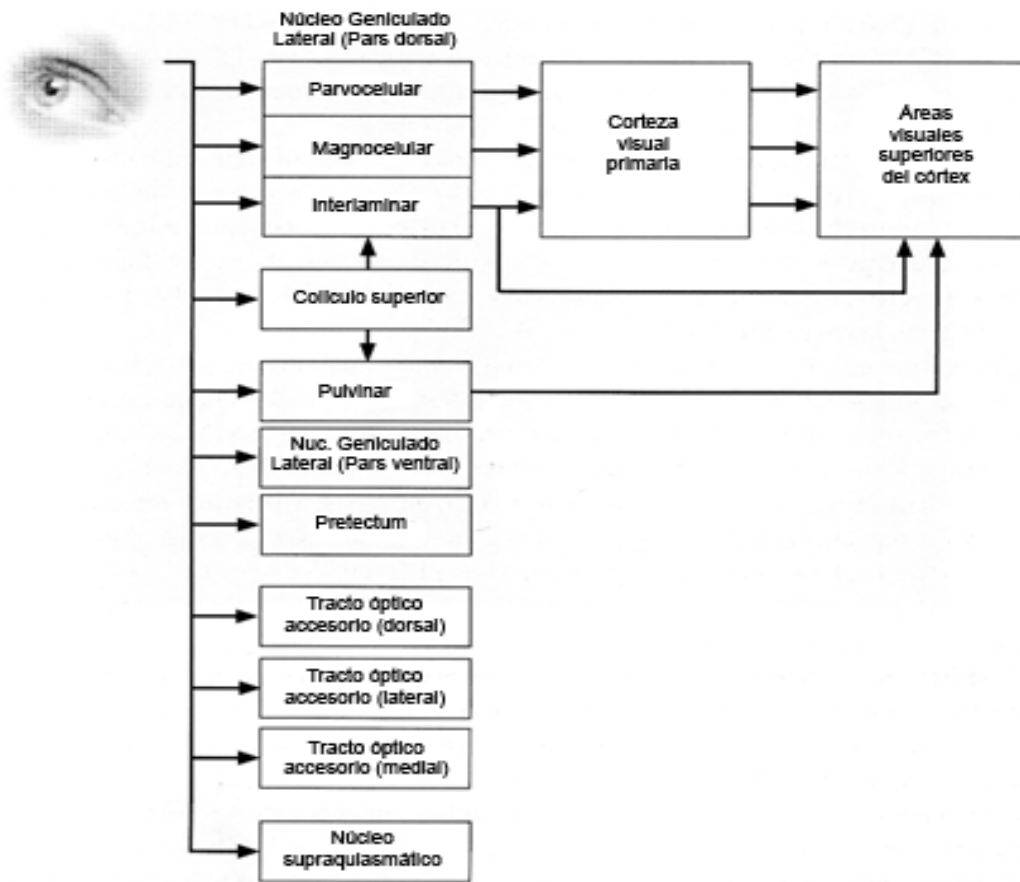 Núcleo Geniculado
Lateral (Pars dorsal)
Parvocelular
Magnocelular
Interlaminar
Corteza
visual
primaria
Areas
visuales
superiores
del córtex
Colículo superior
Pulvinar
Nuc. Geniculado
Lateral (Pars ventral)
Pretectum
Tracto óptico
accesorio (dorsal)
Tracto óptico
accesorio (lateral)
Tracto óptico
accesorio (medial)
Núcleo
supraquiasmático